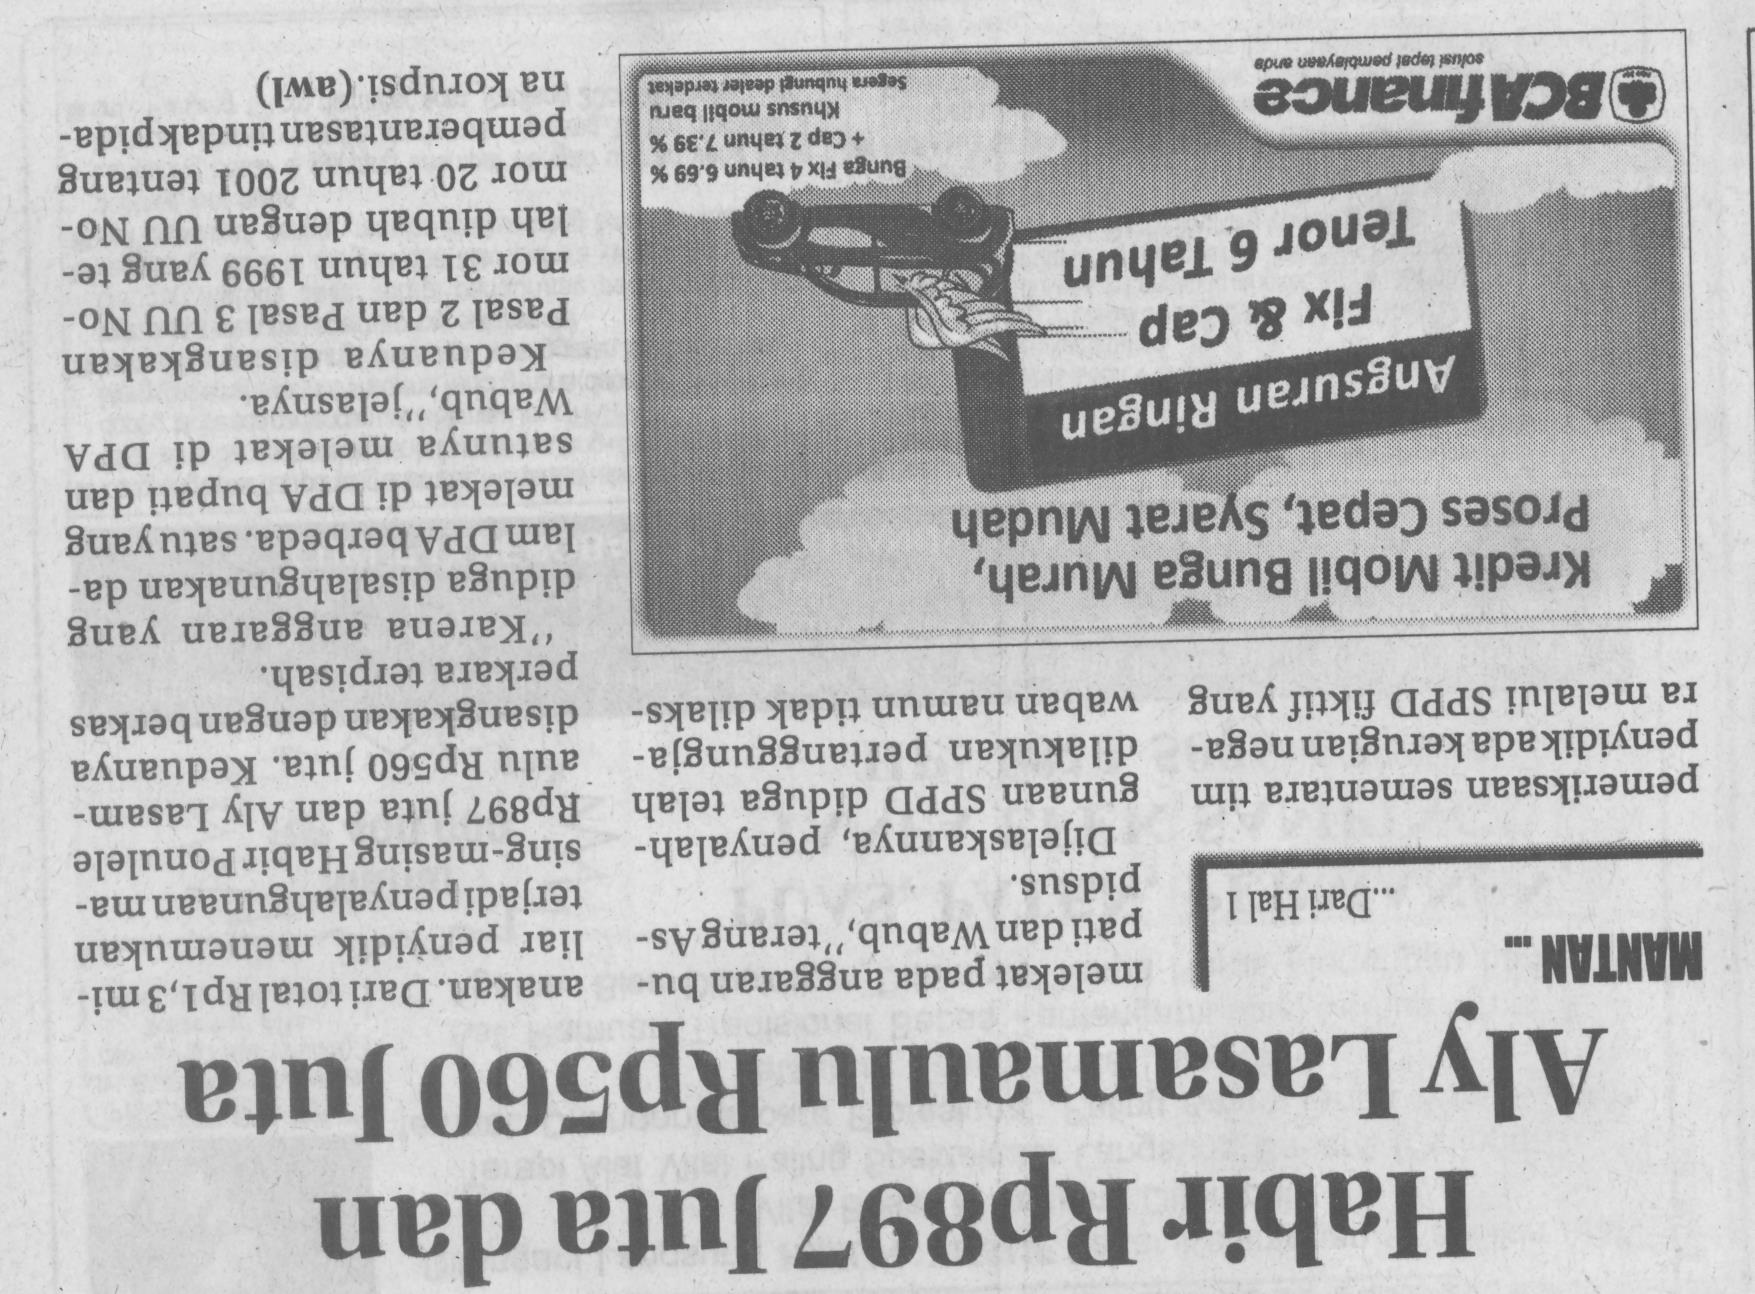 Habir Rp897 Juta dan
Aly Lasamaulu Rp560 Juta
MANTAN ...
...Dari Hal 1
pemeriksaan sementara tim
penyidik ada kerugian nega-
ra melalui SPPD fiktif yang
melekat pada anggaran bu-
pati dan Wabub,"terang As-
pidsus.
Dijelaskannya, penyalah-
gunaan SPPD diduga telah
dilakukan pertanggungja-
waban namun tidak dilaks-
anakan. Dari total Rp1,3 mi-
liar penyidik menemukan
terjadi penyalahgunaan ma-
sing-masing Habir Ponulele
Rp897 juta dan Aly Lasam-
aulu Rp560 juta. Keduanya
disangkakan dengan berkas
perkara terpisah.
"Karena anggaran yang
diduga disalahgunakan da-
lam DPA berbeda. satu yang
melekat di DPA bupati dan
satunya melekat di DPA
Wabub,"jelasnya.
Keduanya disangkakan
Pasal 2 dan Pasal 3 UU No-
mor 31 tahun 1999 yang te-
lah diubah dengan UU No-
mor 20 tahun 2001 tentang
pemberantasan tindak pida-
na korupsi.(awl)
Kredit Mobil Bunga Murah,
Proses Cepat, Syarat Mudah
Angsuran Ringan
Fix & Cap
Tenor 6 Tahun
Bunga Fix 4 tahun 6.69 %
+ Cap 2 tahun 7.39 %
Khusus mobil baru
Segera hubungi dealer terdekat
BCAfinance
solusi tepat pembiayaan anda